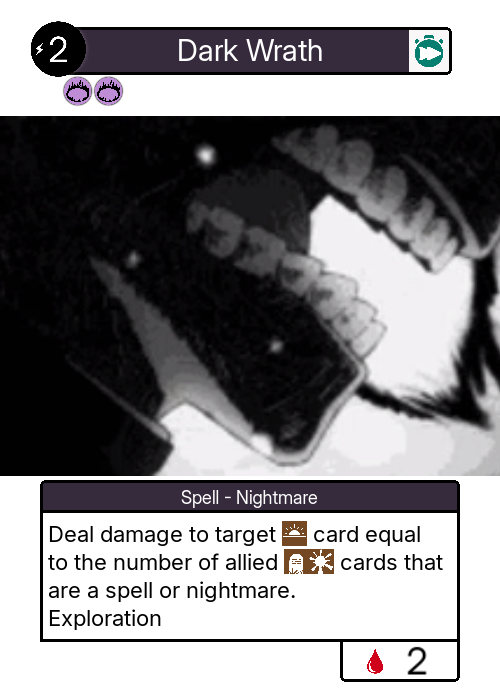 2
Dark Wrath
Spell - Nightmare
Deal damage to target card equal
to the number of allied cards that
are a spell or nightmare.
Exploration
2